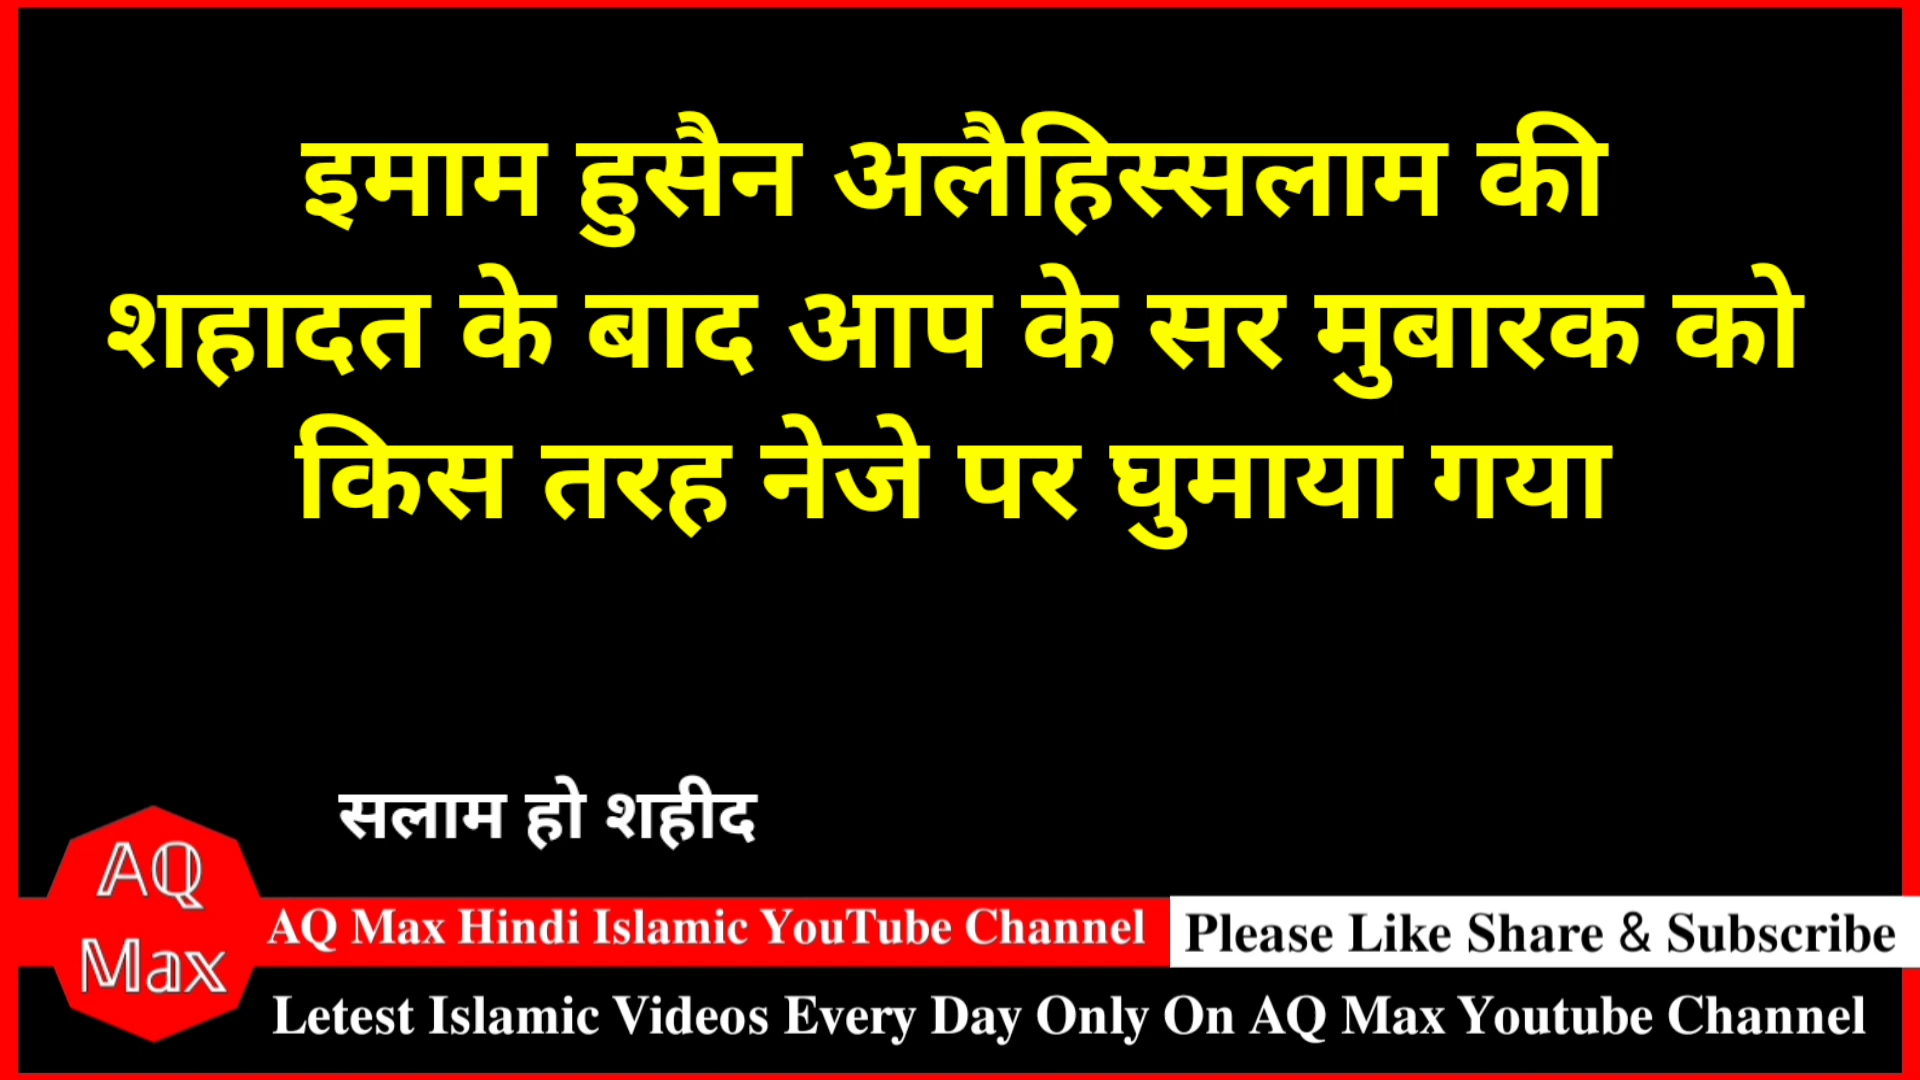 इमाम हुसैन अलैहिस्सलाम की
शहादत के बाद आप के सर मुबारक को
किस तरह नेजे पर घुमाया गया
सलाम हो शहीद
AQ
Max
AQ Max Hindi Islamic YouTube Channel
Please Like Share & Subscribe
Letest Islamic Videos Every Day Only On AQ Max Youtube Channel